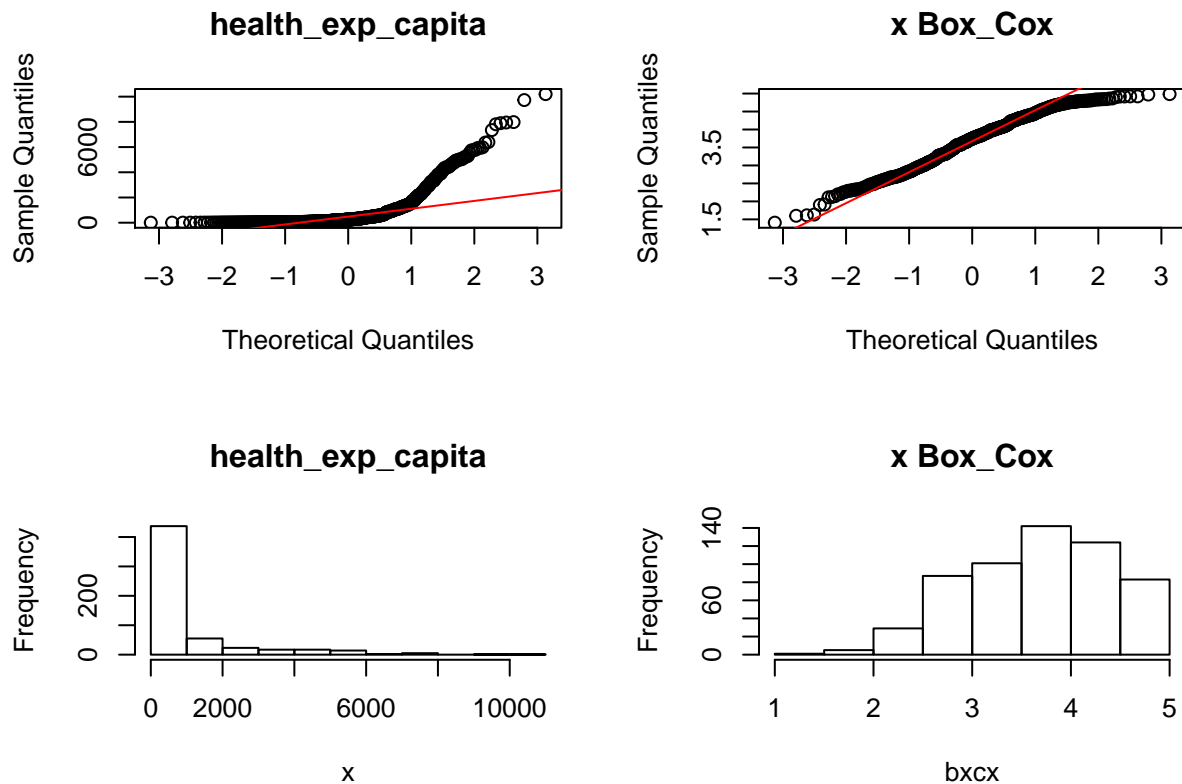 health_exp_capita
Sample Quantiles
0 6000
−3 −2 −1 0 1 2 3
Theoretical Quantiles
x Box_Cox
Sample Quantiles
1.5 3.5
−3 −2 −1 0 1 2 3
Theoretical Quantiles
health_exp_capita
Frequency
0 200
0 2000 6000 10000
x
x Box_Cox
Frequency
0 60 140
1 2 3 4 5
bxcx